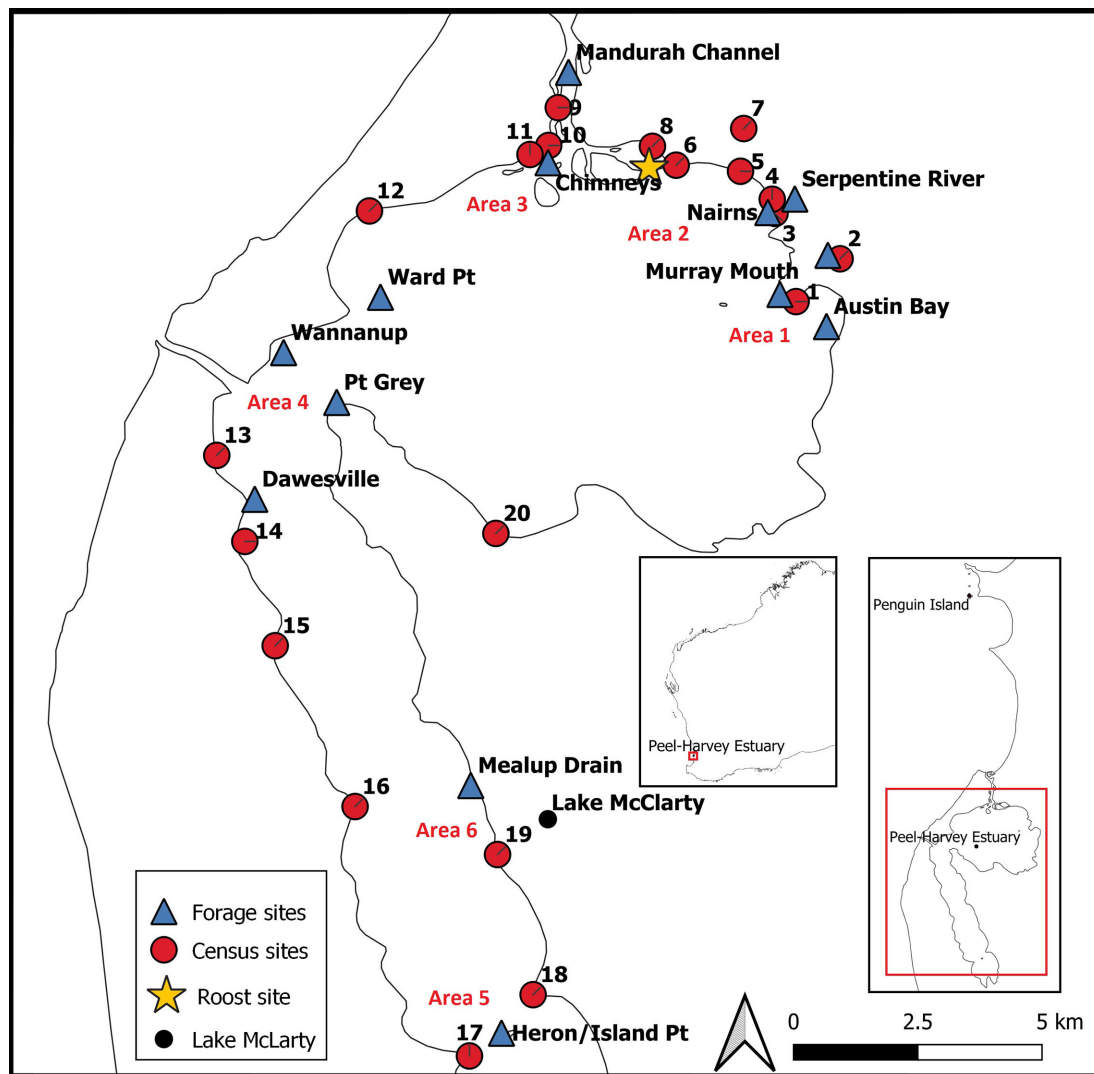 Mandurah Channel
9
7
8
11
10
6
5
Chimneys
4
Serpentine River
12
Area 3
Nairns
Area 2
3
2
Murray Mouth
Ward Pt
1
Austin Bay
Area 1
Wannanup
Pt Grey
Area 4
13
Dawesville
14
20
15
Penguin Island
Peel-Harvey Estuary
Peel-Harvey Estuary
Mealup Drain
16
Lake McClarty
Area 6
19
Forage sites
Census sites
Roost site
Lake McLarty
18
Area 5
17
Heron/Island Pt
0
2.5
5 km